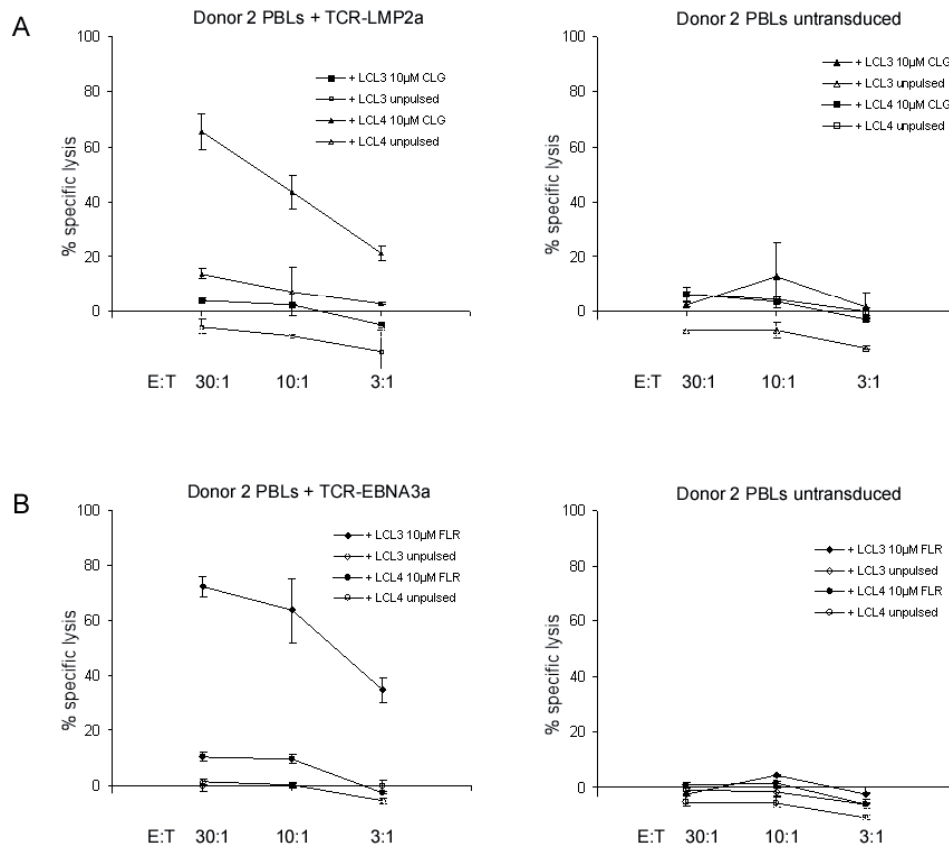 A
Donor 2 PBLs + TCR-LMP2a
% specific lysis
100
80
60
40
20
0
+ LCL3 10µM CLG
+ LCL3 unpulsed
+ LCL4 10µM CLG
+ LCL4 unpulsed
E:T 30:1 10:1 3:1
Donor 2 PBLs untransduced
% specific lysis
100
80
60
40
20
0
+ LCL3 10µM CLG
+ LCL3 unpulsed
+ LCL4 10µM CLG
+ LCL4 unpulsed
E:T 30:1 10:1 3:1
B
Donor 2 PBLs + TCR-EBNA3a
% specific lysis
100
80
60
40
20
0
+ LCL3 10µM FLR
+ LCL3 unpulsed
+ LCL4 10µM FLR
+ LCL4 unpulsed
E:T 30:1 10:1 3:1
Donor 2 PBLs untransduced
% specific lysis
100
80
60
40
20
0
+ LCL3 10µM FLR
+ LCL3 unpulsed
+ LCL4 10µM FLR
+ LCL4 unpulsed
E:T 30:1 10:1 3:1